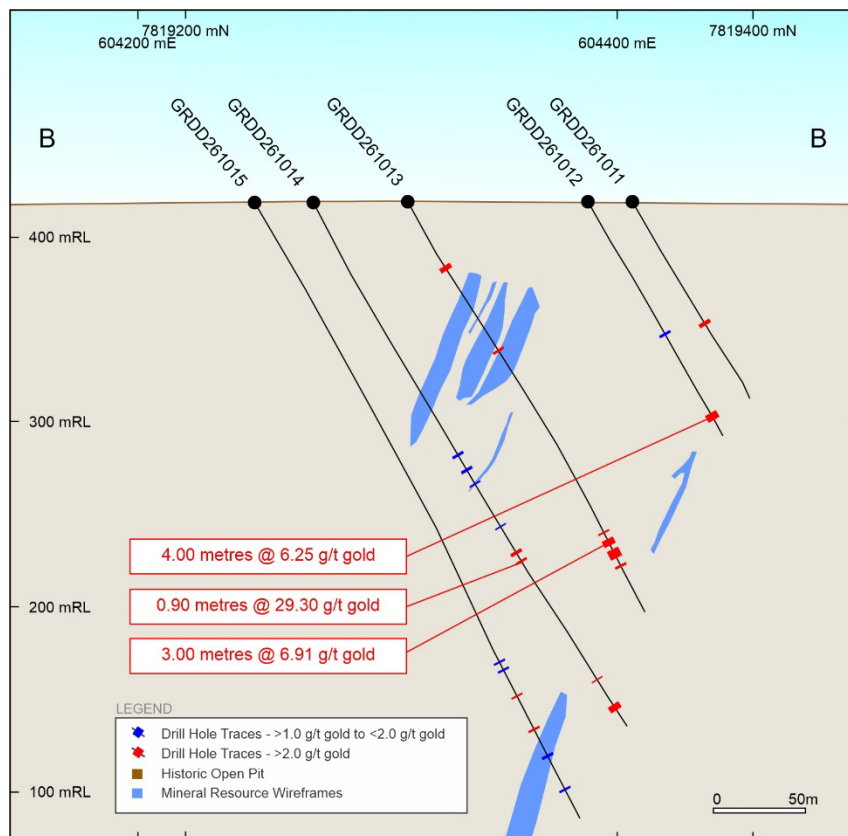 7819200 mN
604200 mE
7819400 mN
604400 mE
B
B
GRDD261015
GRDD261014
GRDD261013
GRDD261012
GRDD261011
400 mRL
300 mRL
200 mRL
100 mRL
4.00 metres @ 6.25 g/t gold
0.90 metres @ 29.30 g/t gold
3.00 metres @ 6.91 g/t gold
LEGEND
Drill Hole Traces - >1.0 g/t gold to <2.0 g/t gold
Drill Hole Traces - >2.0 g/t gold
Historic Open Pit
Mineral Resource Wireframes
0 50m